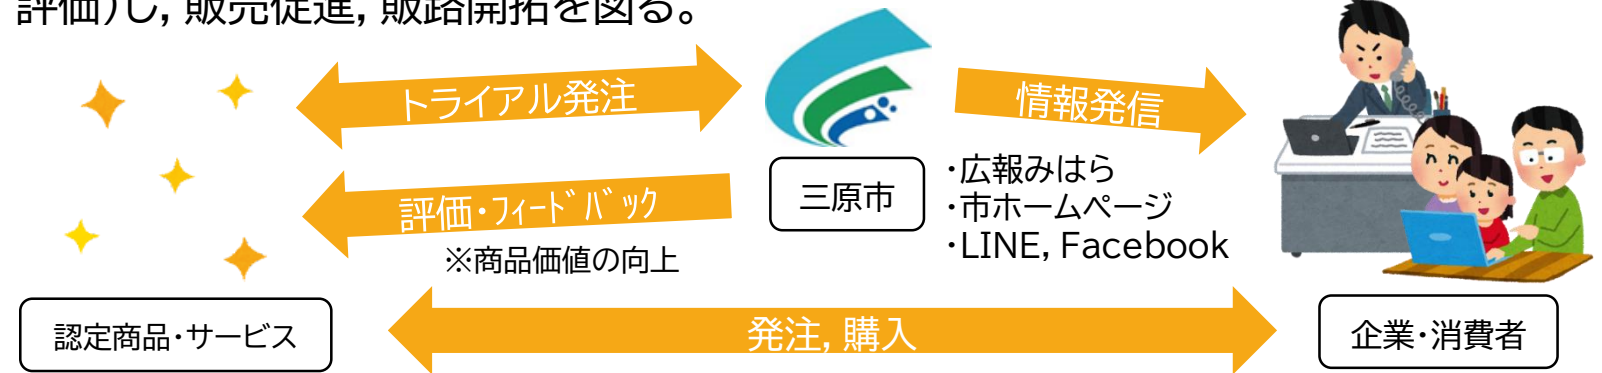 評価)し, 販売促進, 販路開拓を図る。
トライアル発注
情報発信
評価・フィードバック
※商品価値の向上
三原市
・広報みはら
・市ホームページ
・LINE, Facebook
認定商品・サービス
発注, 購入
企業・消費者